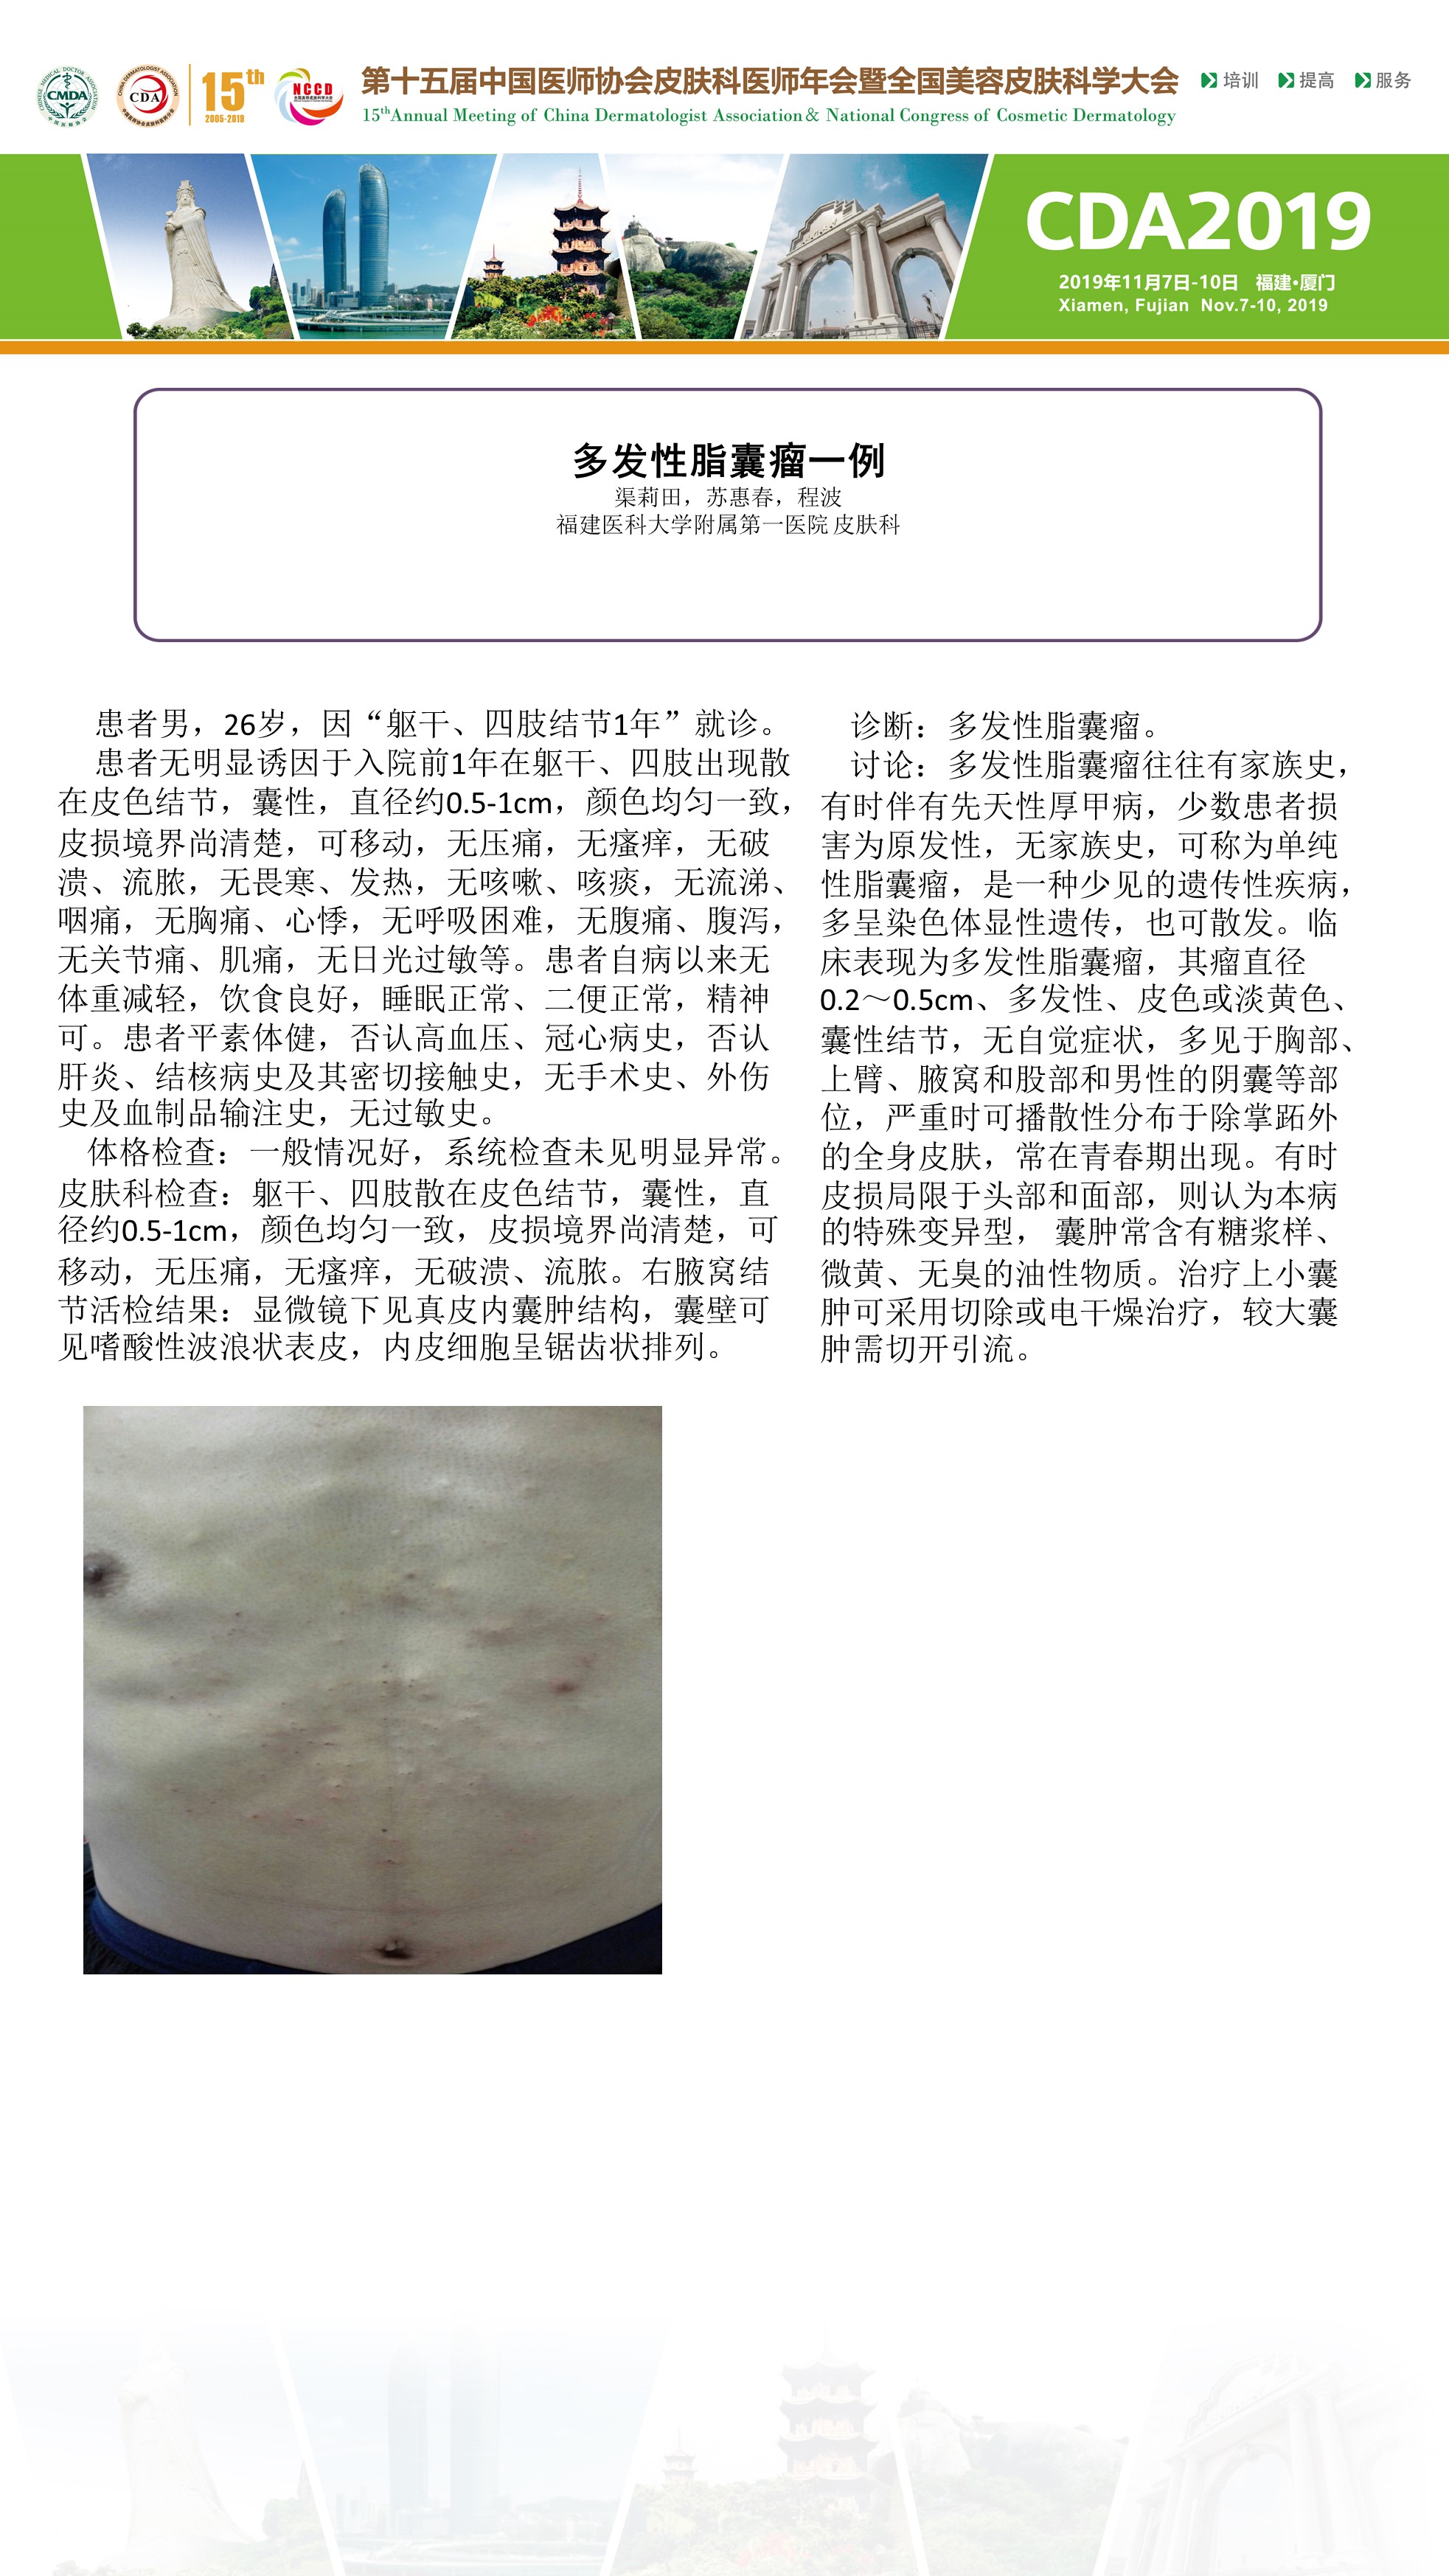 CMDA
CDA
15th
2005-2019
NCCD
第十五届中国医师协会皮肤科医师年会暨全国美容皮肤科学大会
15thAnnual Meeting of China Dermatologist Association & National Congress of Cosmetic Dermatology
培训 提高 服务
CDA2019
2019年11月7日-10日 福建•厦门
Xiamen, Fujian Nov.7-10, 2019
多发性脂囊瘤一例
渠莉田，苏惠春，程波
福建医科大学附属第一医院 皮肤科
患者男，26岁，因“躯干、四肢结节1年”就诊。
患者无明显诱因于入院前1年在躯干、四肢出现散
在皮色结节，囊性，直径约0.5-1cm，颜色均匀一致，
皮损境界尚清楚，可移动，无压痛，无瘙痒，无破
溃、流脓，无畏寒、发热，无咳嗽、咳痰，无流涕、
咽痛，无胸痛、心悸，无呼吸困难，无腹痛、腹泻，
无关节痛、肌痛，无日光过敏等。患者自病以来无
体重减轻，饮食良好，睡眠正常、二便正常，精神
可。患者平素体健，否认高血压、冠心病史，否认
肝炎、结核病史及其密切接触史，无手术史、外伤
史及血制品输注史，无过敏史。
体格检查：一般情况好，系统检查未见明显异常。
皮肤科检查：躯干、四肢散在皮色结节，囊性，直
径约0.5-1cm，颜色均匀一致，皮损境界尚清楚，可
移动，无压痛，无瘙痒，无破溃、流脓。右腋窝结
节活检结果：显微镜下见真皮内囊肿结构，囊壁可
见嗜酸性波浪状表皮，内皮细胞呈锯齿状排列。
诊断：多发性脂囊瘤。
讨论：多发性脂囊瘤往往有家族史，
有时伴有先天性厚甲病，少数患者损
害为原发性，无家族史，可称为单纯
性脂囊瘤，是一种少见的遗传性疾病，
多呈染色体显性遗传，也可散发。临
床表现为多发性脂囊瘤，其瘤直径
0.2～0.5cm、多发性、皮色或淡黄色、
囊性结节，无自觉症状，多见于胸部、
上臂、腋窝和股部和男性的阴囊等部
位，严重时可播散性分布于除掌跖外
的全身皮肤，常在青春期出现。有时
皮损局限于头部和面部，则认为本病
的特殊变异型， 囊肿常含有糖浆样、
微黄、无臭的油性物质。治疗上小囊
肿可采用切除或电干燥治疗，较大囊
肿需切开引流。